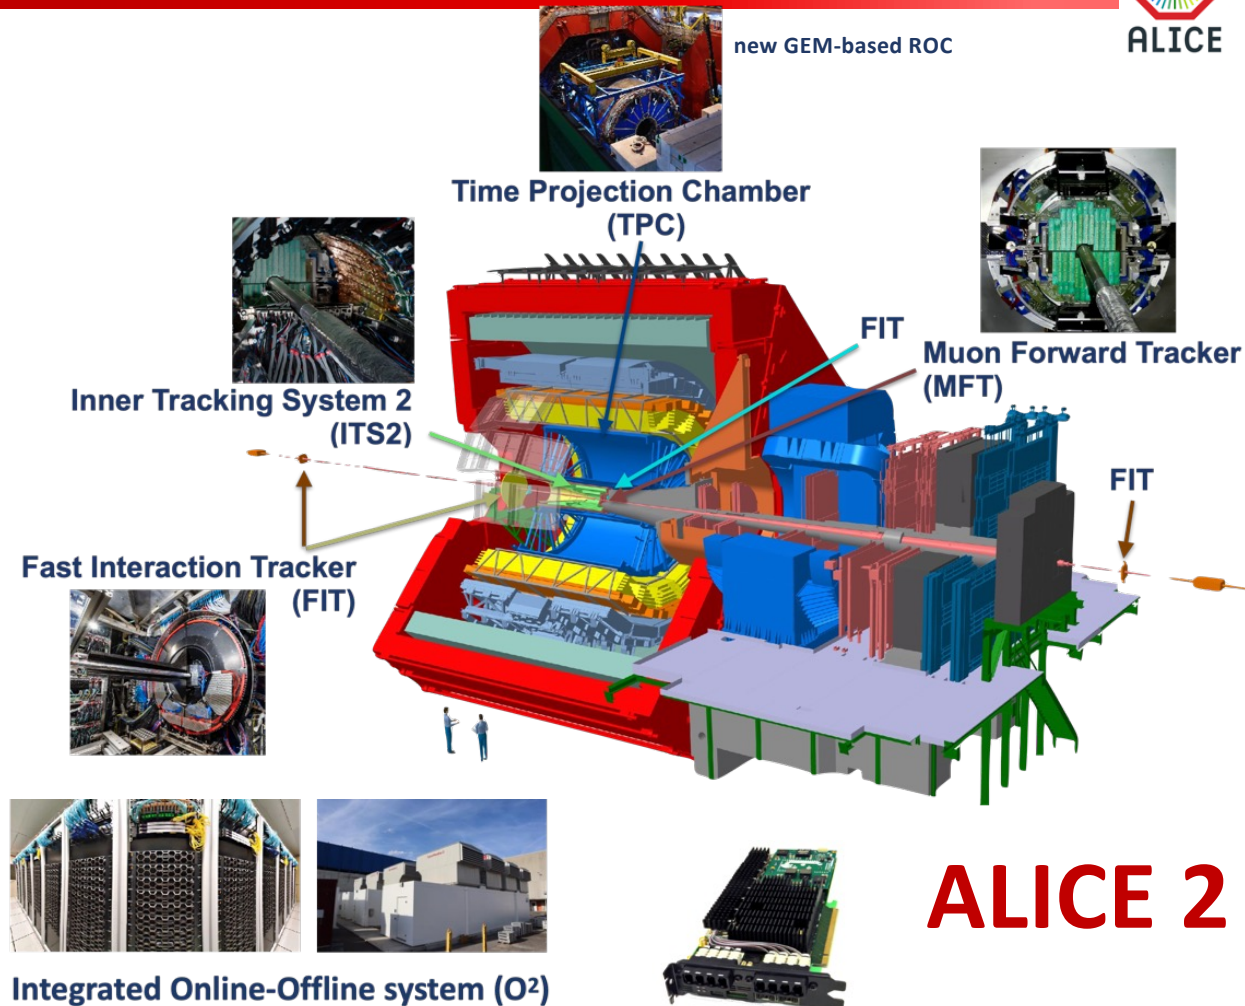 new GEM-based ROC
ALICE
Time Projection Chamber
(TPC)
FIT
Muon Forward Tracker
(MFT)
Inner Tracking System 2
(ITS2)
FIT
Fast Interaction Tracker
(FIT)
ALICE 2
Integrated Online-Offline system (O²)